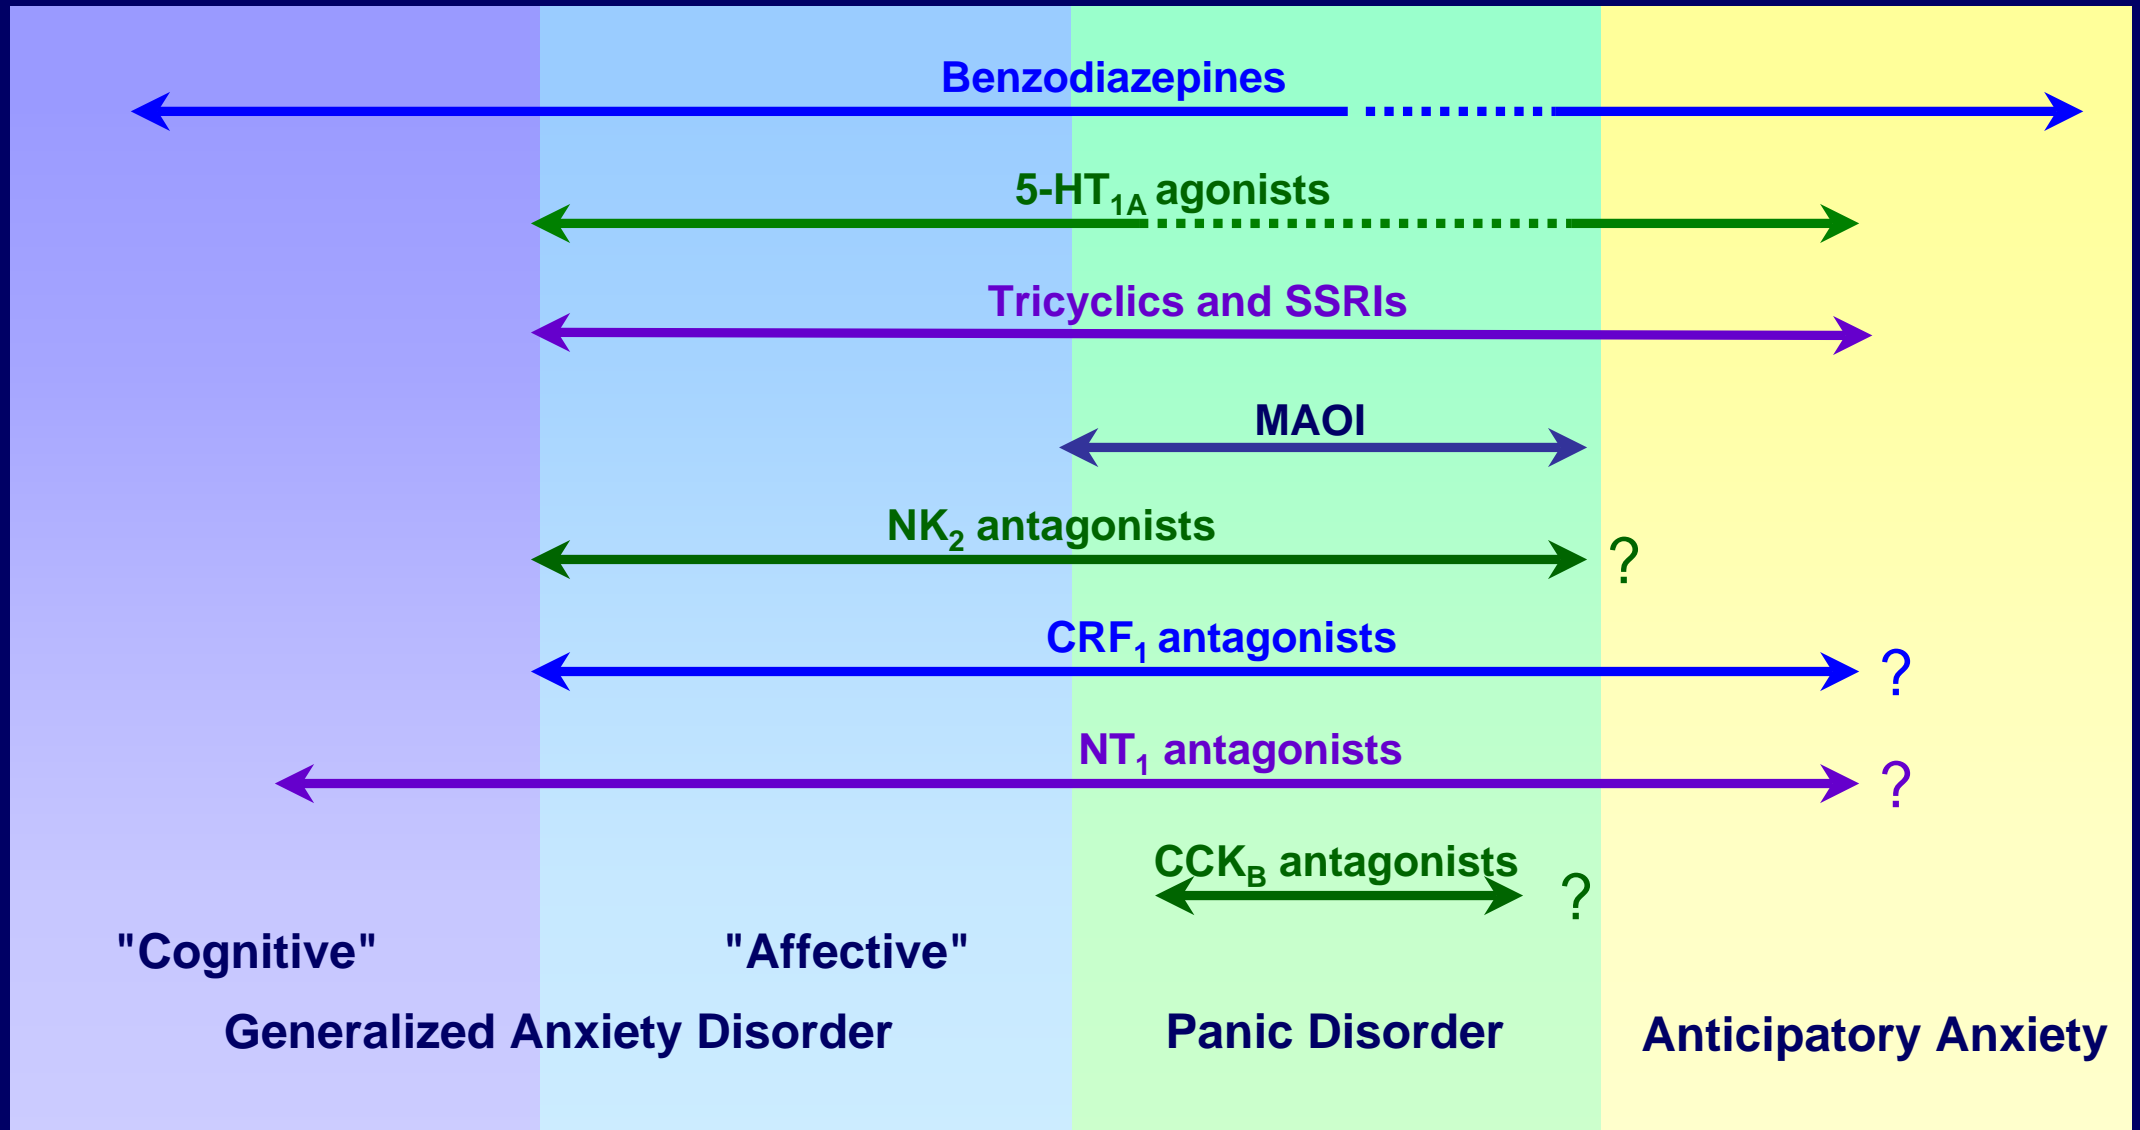 Benzodiazepines
5-HT1A agonists
Tricyclics and SSRIs
MAOI
NK2 antagonists
?
CRF1 antagonists
?
NT1 antagonists
?
CCKB antagonists
?
"Cognitive" "Affective"
Generalized Anxiety Disorder Panic Disorder Anticipatory Anxiety